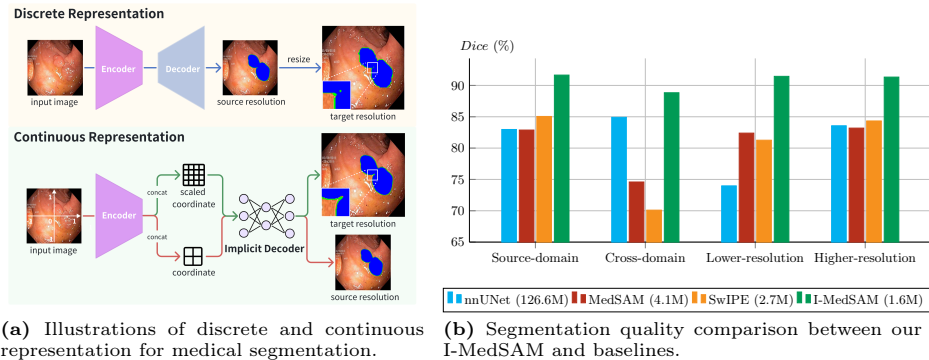 Discrete Representation
Encoder
Decoder
resize
input image
source resolution
target resolution
Continuous Representation
concat
scaled
coordinate
1
-1
1
Encoder
concat
Implicit Decoder
target resolution
input image
coordinate
source resolution
(a) Illustrations of discrete and continuous
representation for medical segmentation.
Dice (%)
90
85
80
75
70
65
Source-domain
Cross-domain
Lower-resolution
Higher-resolution
nnUNet (126.6M)
MedSAM (4.1M)
SwIPE (2.7M)
I-MedSAM (1.6M)
(b) Segmentation quality comparison between our
I-MedSAM and baselines.